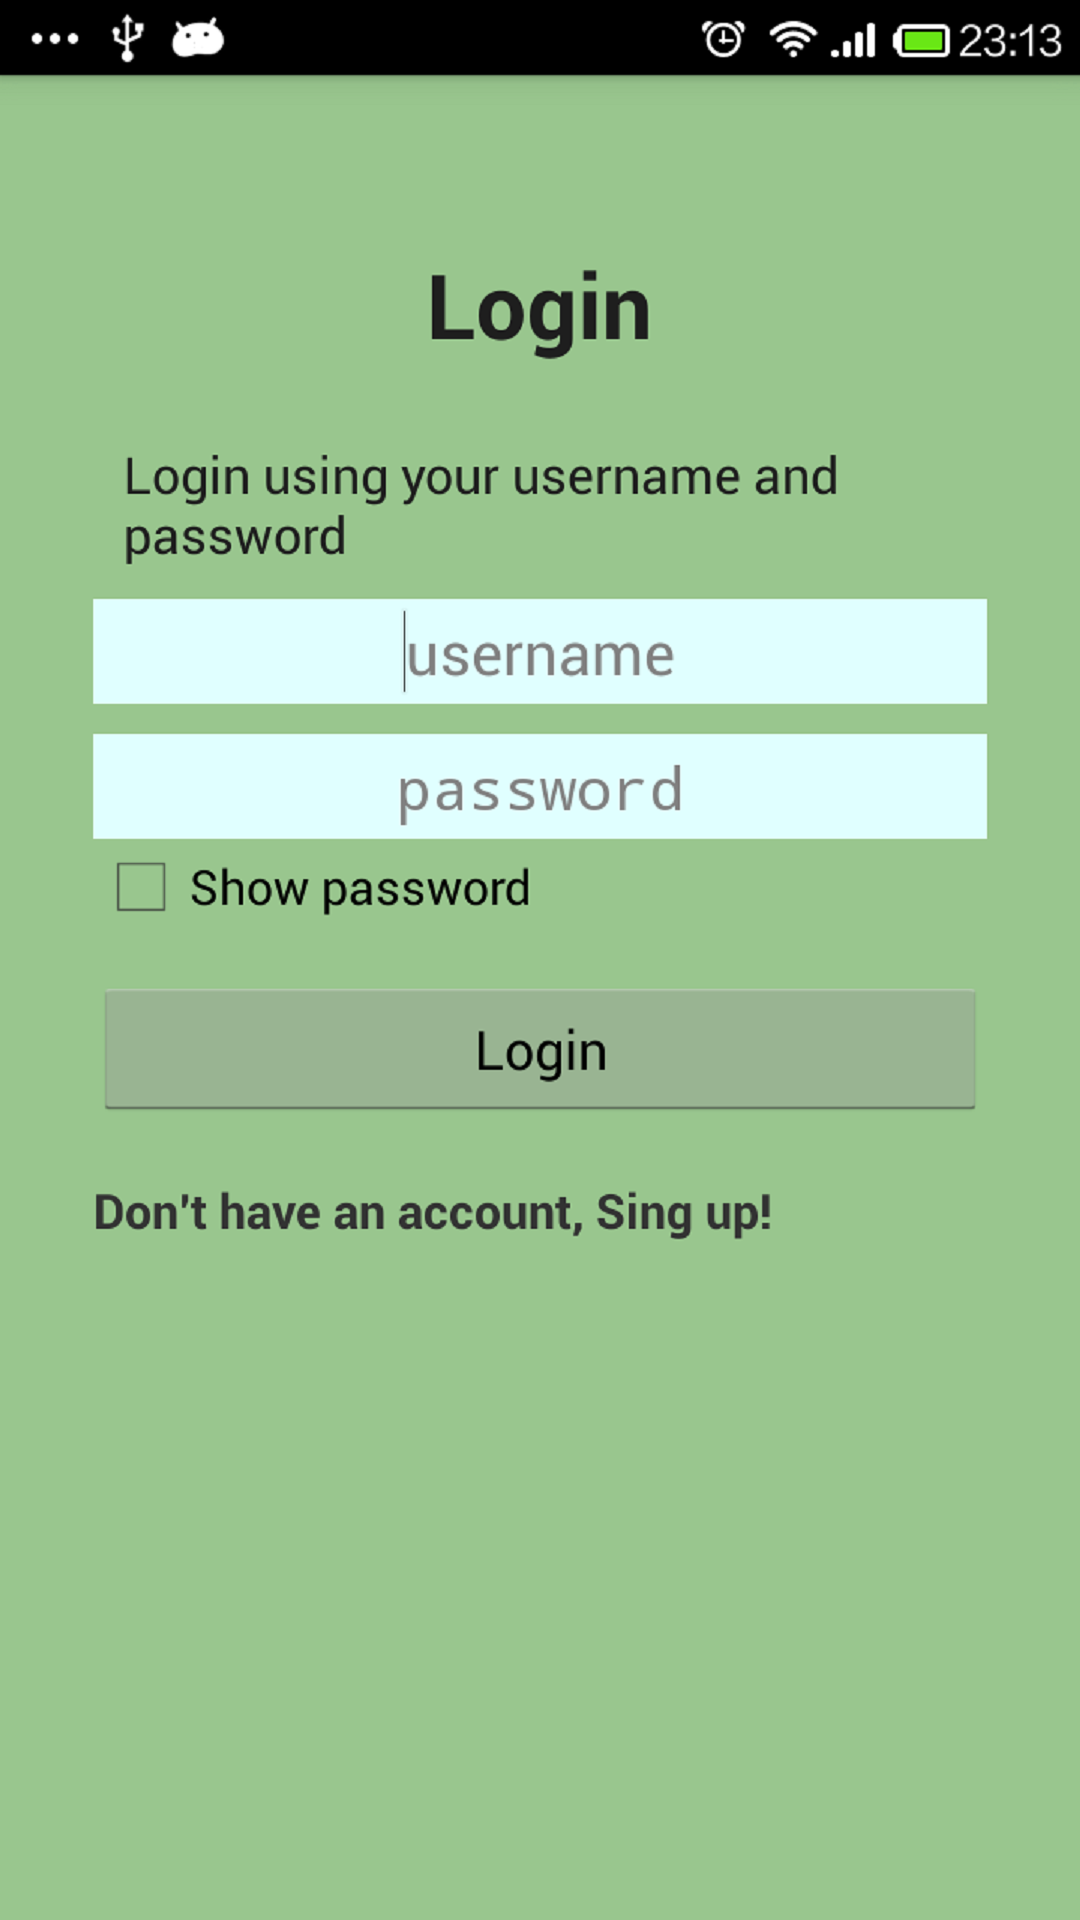 23:13
Login
Login using your username and
password
username
password
Show password
Login
Don't have an account, Sing up!